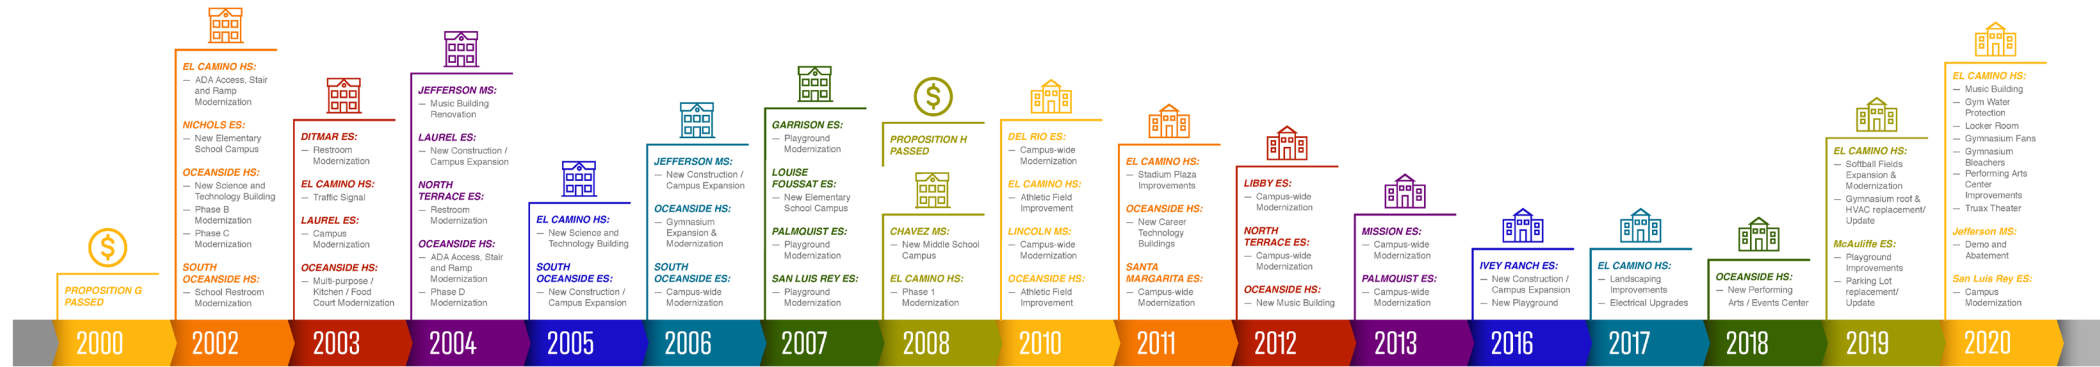 PROPOSITION G
PASSED
2000
EL CAMINO HS:
— ADA Access, Stair
and Ramp
Modernization
NICHOLS ES:
— New Elementary
School Campus
OCEANSIDE HS:
— New Science and
Technology Building
— Phase B
Modernization
— Phase C
Modernization
SOUTH
OCEANSIDE HS:
— School Restroom
Modernization
2002
DITMAR ES:
— Restroom
Modernization
EL CAMINO HS:
— Traffic Signal
LAUREL ES:
— Campus
Modernization
OCEANSIDE HS:
— Multi-purpose /
Kitchen / Food
Court Modernization
2003
JEFFERSON MS:
— Music Building
Renovation
LAUREL ES:
— New Construction /
Campus Expansion
NORTH
TERRACE ES:
— Restroom
Modernization
OCEANSIDE HS:
— ADA Access, Stair
and Ramp
Modernization
— Phase D
Modernization
2004
EL CAMINO HS:
— New Science and
Technology Building
SOUTH
OCEANSIDE ES:
— New Construction /
Campus Expansion
2005
JEFFERSON MS:
— New Construction /
Campus Expansion
OCEANSIDE HS:
— Gymnasium
Expansion &
Modernization
SOUTH
OCEANSIDE ES:
— Campus-wide
Modernization
2006
GARRISON ES:
— Playground
Modernization
LOUISE
FOUSSAT ES:
— New Elementary
School Campus
PALMQUIST ES:
— Playground
Modernization
SAN LUIS REY ES:
— Playground
Modernization
2007
PROPOSITION H
PASSED
CHAVEZ MS:
— New Middle School
Campus
EL CAMINO HS:
— Phase 1
Modernization
2008
DEL RIO ES:
— Campus-wide
Modernization
EL CAMINO HS:
— Athletic Field
Improvement
LINCOLN MS:
— Campus-wide
Modernization
OCEANSIDE HS:
— Athletic Field
Improvement
2010
EL CAMINO HS:
— Stadium Plaza
Improvements
OCEANSIDE HS:
— New Career
Technology
Buildings
SANTA
MARGARITA ES:
— Campus-wide
Modernization
2011
LIBBY ES:
— Campus-wide
Modernization
NORTH
TERRACE ES:
— Campus-wide
Modernization
OCEANSIDE HS:
— New Music Building
2012
MISSION ES:
— Campus-wide
Modernization
PALMQUIST ES:
— Campus-wide
Modernization
2013
IVEY RANCH ES:
— New Construction /
Campus Expansion
— New Playground
2016
EL CAMINO HS:
— Landscaping
Improvements
— Electrical Upgrades
2017
OCEANSIDE HS:
— New Performing
Arts / Events Center
2018
EL CAMINO HS:
— Softball Fields
Expansion &
Modernization
— Gymnasium roof &
HVAC replacement/
Update
McAuliffe ES:
— Playground
Improvements
— Parking Lot
replacement/
Update
2019
EL CAMINO HS:
— Music Building
— Gym Water
Protection
— Locker Room
— Gymnasium Fans
— Gymnasium
Bleachers
— Performing Arts
Center
Improvements
— Truax Theater
Jefferson MS:
— Demo and
Abatement
San Luis Rey ES:
— Campus
Modernization
2020